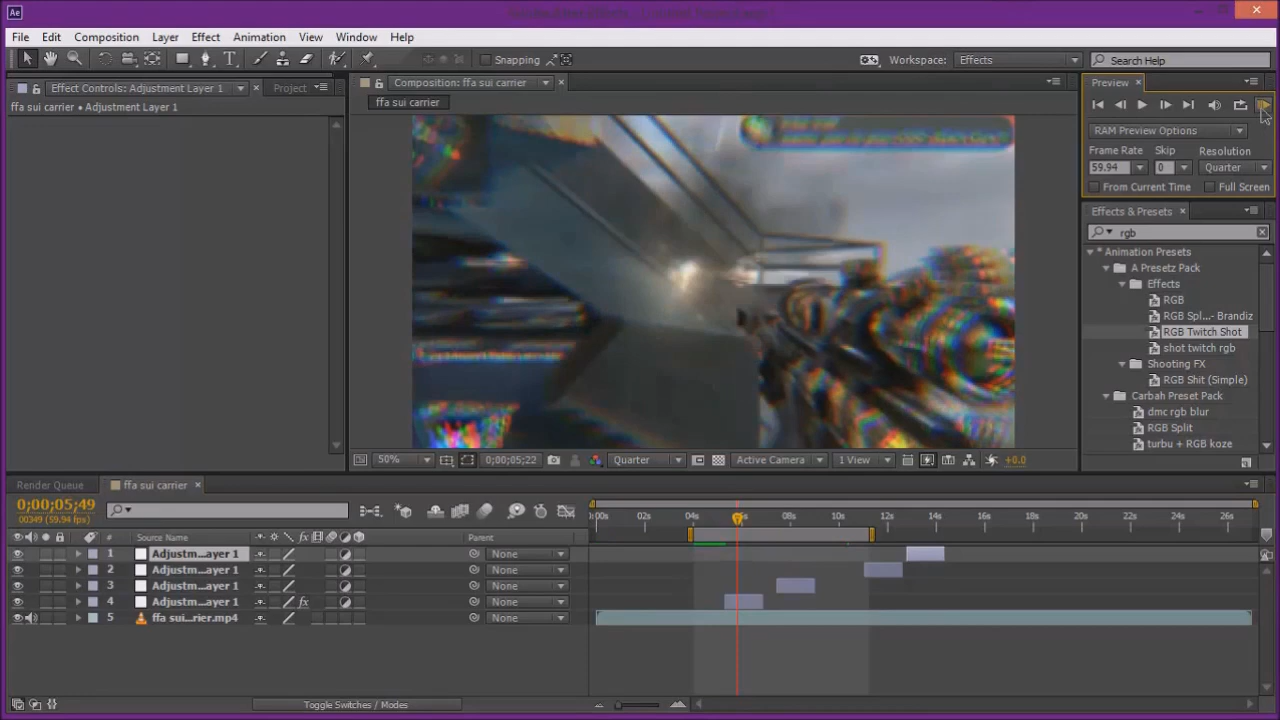 Ae
File Edit Composition Layer Effect Animation View Window Help
Snapping Workspace: Effects Search Help
Effect Controls: Adjustment Layer 1 Project
ffa sui carrier • Adjustment Layer 1
Composition: ffa sui carrier
ffa sui carrier
Preview
RAM Preview Options
Frame Rate Skip Resolution
59.94 0 Quarter
From Current Time Full Screen
Effects & Presets
rgb
* Animation Presets
A Presetz Pack
Effects
RGB
RGB Spl...- Brandiz
RGB Twitch Shot
shot twitch rgb
Shooting FX
RGB Shit (Simple)
Carbah Preset Pack
dmc rgb blur
RGB Split
turbu + RGB koze
50% 0;00;05;22 Quarter Active Camera 1 View +0.0
Render Queue ffa sui carrier
0;00;05;49
00349 (59.94 fps)
# Source Name fx Parent
:00s 02s 04s 06s 08s 10s 12s 14s 16s 18s 20s 22s 24s 26s
1 Adjustm...ayer 1 None
2 Adjustm...ayer 1 None
3 Adjustm...ayer 1 None
4 Adjustm...ayer 1 fx None
5 ffa sui...rier.mp4 None
Toggle Switches / Modes